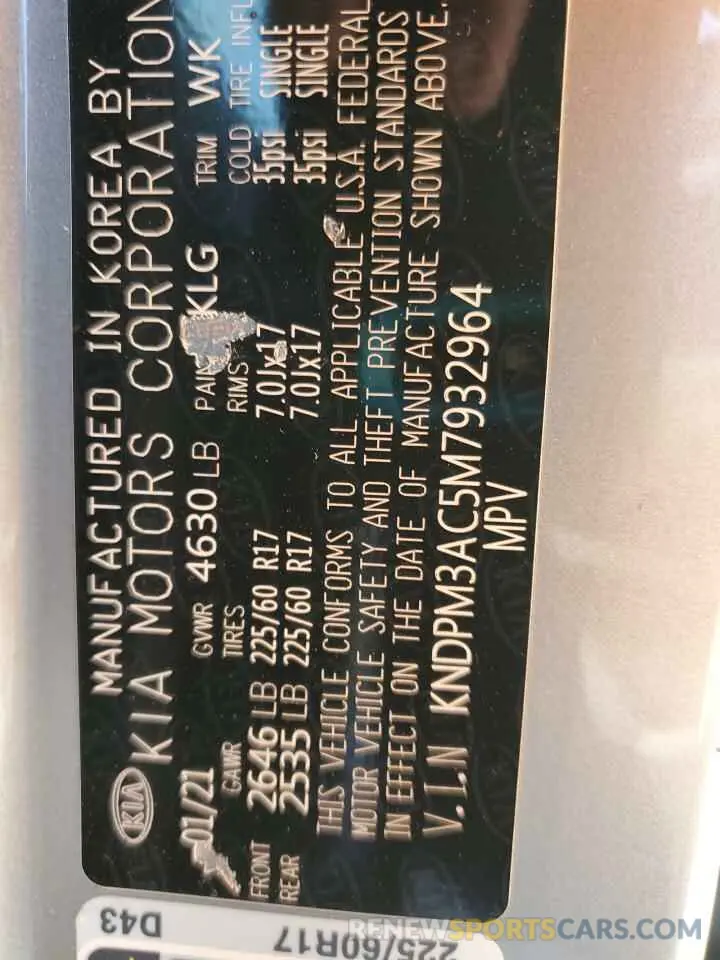 MANUFACTURED IN KOREA BY
KIA KIA MOTORS CORPORATION
01/21 GVWR 4630 LB KLG TRIM WK
GAWR TIRES RIMS COLD TIRE INFL
FRONT 2646 LB 225/60 R17 7.0Jx17 35psi SINGLE
REAR 2535 LB 225/60 R17 7.0Jx17 35psi SINGLE
THIS VEHICLE CONFORMS TO ALL APPLICABLE U.S.A. FEDERAL
MOTOR VEHICLE SAFETY AND THEFT PREVENTION STANDARDS
IN EFFECT ON THE DATE OF MANUFACTURE SHOWN ABOVE.
V.I.N KNDPM3AC5M7932964
MPV
D43
225/60R17
RENEWSPORTSCARS.COM